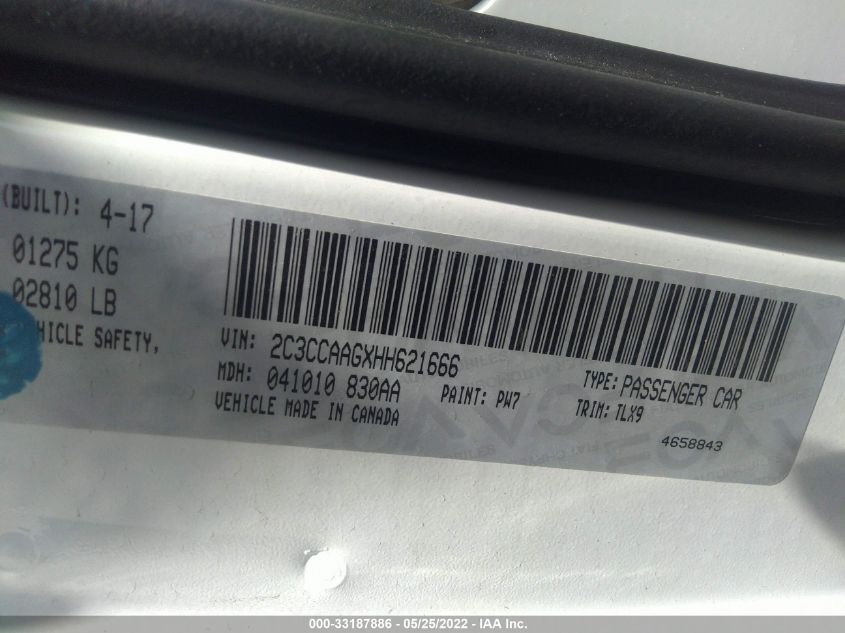 (BUILT): 4-17
01275 KG
02810 LB
HICLE SAFETY,
VIN: 2C3CCAAGXHH621666
TYPE: PASSENGER CAR
MDH: 041010 830AA
PAINT: PW7
TRIM: TLX9
VEHICLE MADE IN CANADA
4658843
000-33187886 - 05/25/2022 - IAA Inc.